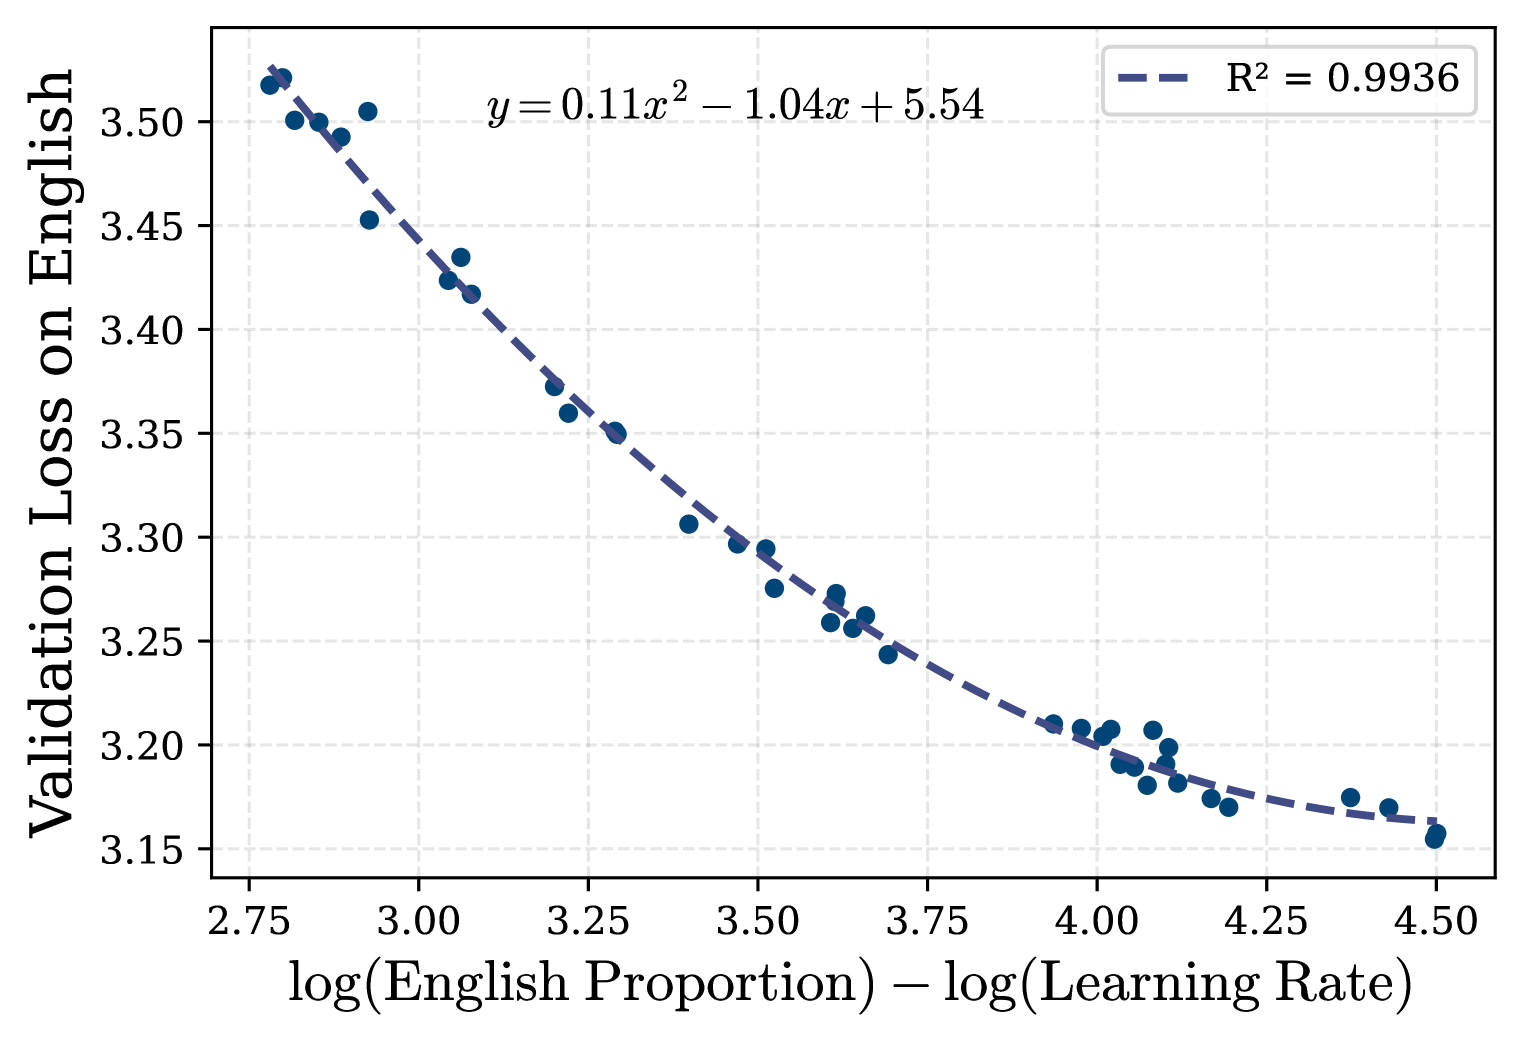 R² = 0.9936
y = 0.11x² − 1.04x + 5.54
Validation Loss on English
3.50
3.45
3.40
3.35
3.30
3.25
3.20
3.15
2.75 3.00 3.25 3.50 3.75 4.00 4.25 4.50
log(English Proportion) − log(Learning Rate)